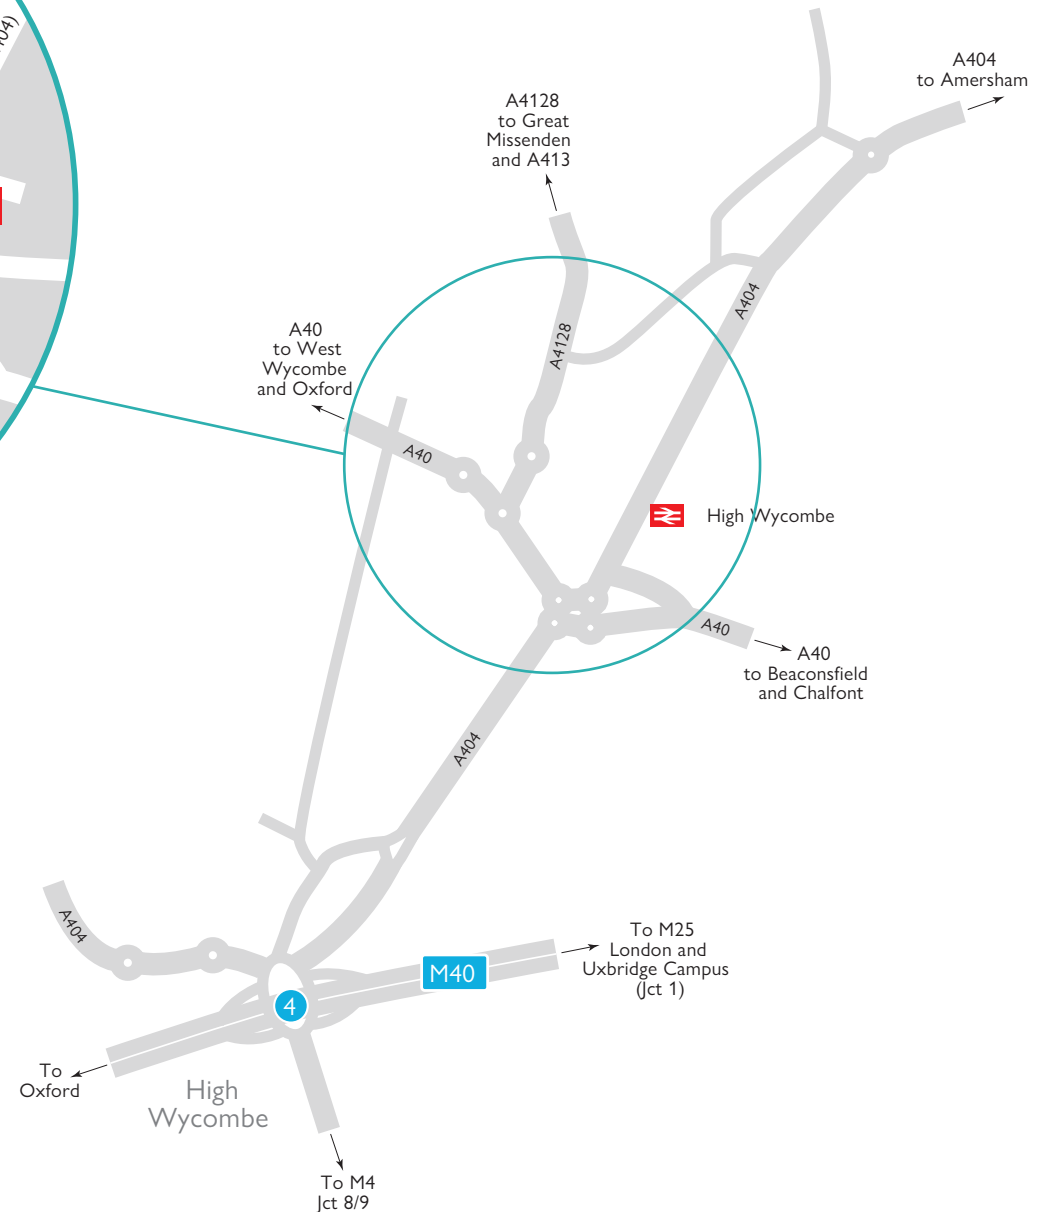 A404
to Amersham
A4128
to Great
Missenden
and A413
A404
A4128
A40
to West
Wycombe
and Oxford
A40
High Wycombe
A40
A40
to Beaconsfield
and Chalfont
A404
A404
To M25
London and
Uxbridge Campus
(Jct 1)
M40
4
To
Oxford
High
Wycombe
To M4
Jct 8/9